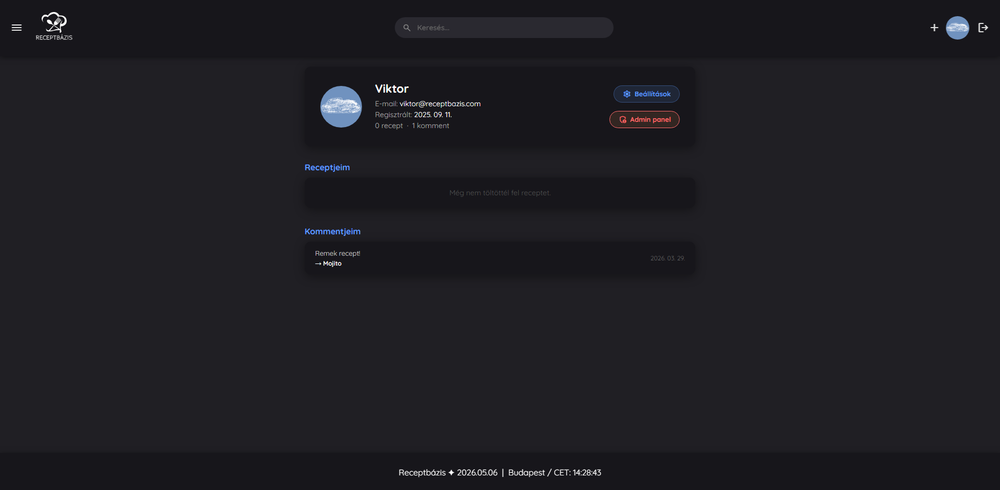 RECEPTBÁZIS
Keresés...
Viktor
E-mail: viktor@receptbazis.com
Regisztrált: 2025. 09. 11.
0 recept · 1 komment
Beállítások
Admin panel
Receptjeim
Még nem töltöttél fel receptet.
Kommentjeim
Remek recept!
→ Mojito
2026. 03. 29.
Receptbázis ✦ 2026.05.06 | Budapest / CET: 14:28:43